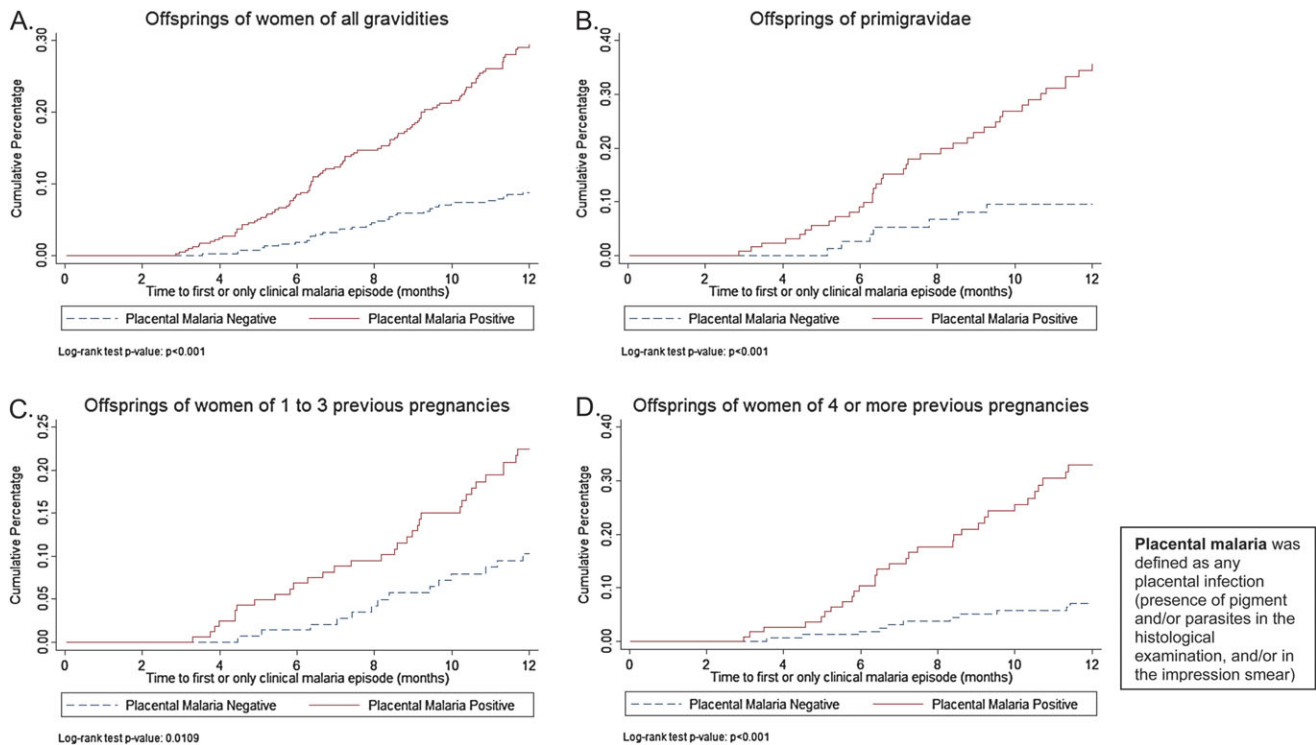 A.
Offsprings of women of all gravidities
Cumulative Percentatge
0.30
0.20
0.10
0.00
0 2 4 6 8 10 12
Time to first or only clinical malaria episode (months)
Placental Malaria Negative Placental Malaria Positive
Log-rank test p-value: p<0.001
B.
Offsprings of primigravidae
Cumulative Percentatge
0.40
0.30
0.20
0.10
0.00
0 2 4 6 8 10 12
Time to first or only clinical malaria episode (months)
Placental Malaria Negative Placental Malaria Positive
Log-rank test p-value: p<0.001
C.
Offsprings of women of 1 to 3 previous pregnancies
Cumulative Percentatge
0.25
0.20
0.15
0.10
0.05
0.00
0 2 4 6 8 10 12
Time to first or only clinical malaria episode (months)
Placental Malaria Negative Placental Malaria Positive
Log-rank test p-value: 0.0109
D.
Offsprings of women of 4 or more previous pregnancies
Cumulative Percentatge
0.40
0.30
0.20
0.10
0.00
0 2 4 6 8 10 12
Time to first or only clinical malaria episode (months)
Placental Malaria Negative Placental Malaria Positive
Log-rank test p-value: p<0.001
Placental malaria was
defined as any
placental infection
(presence of pigment
and/or parasites in the
histological
examination, and/or in
the impression smear)